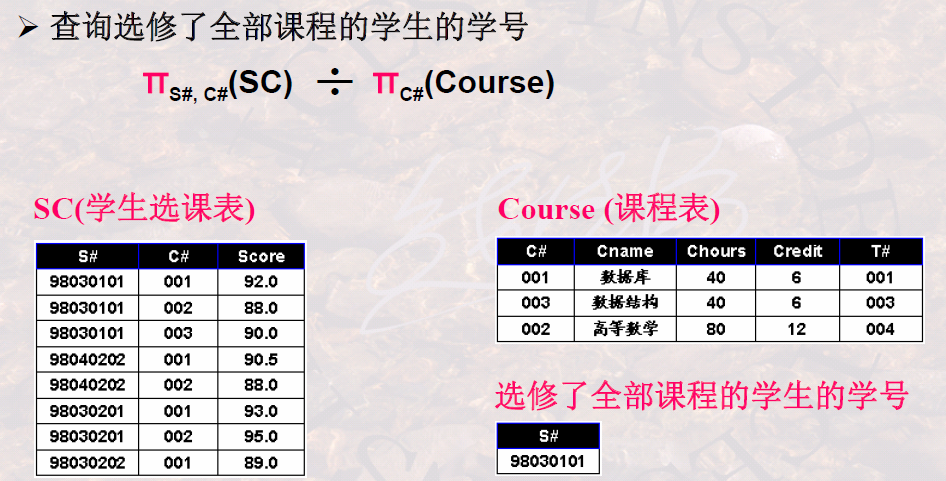 ➢ 查询选修了全部课程的学生的学号
π S#, C#(SC) ÷ π C#(Course)
SC(学生选课表)
S# C# Score
98030101 001 92.0
98030101 002 88.0
98030101 003 90.0
98040202 001 90.5
98040202 002 88.0
98030201 001 93.0
98030201 002 95.0
98030202 001 89.0
Course (课程表)
C# Cname Chours Credit T#
001 数据库 40 6 001
003 数据结构 40 6 003
002 高等数学 80 12 004
选修了全部课程的学生的学号
S#
98030101